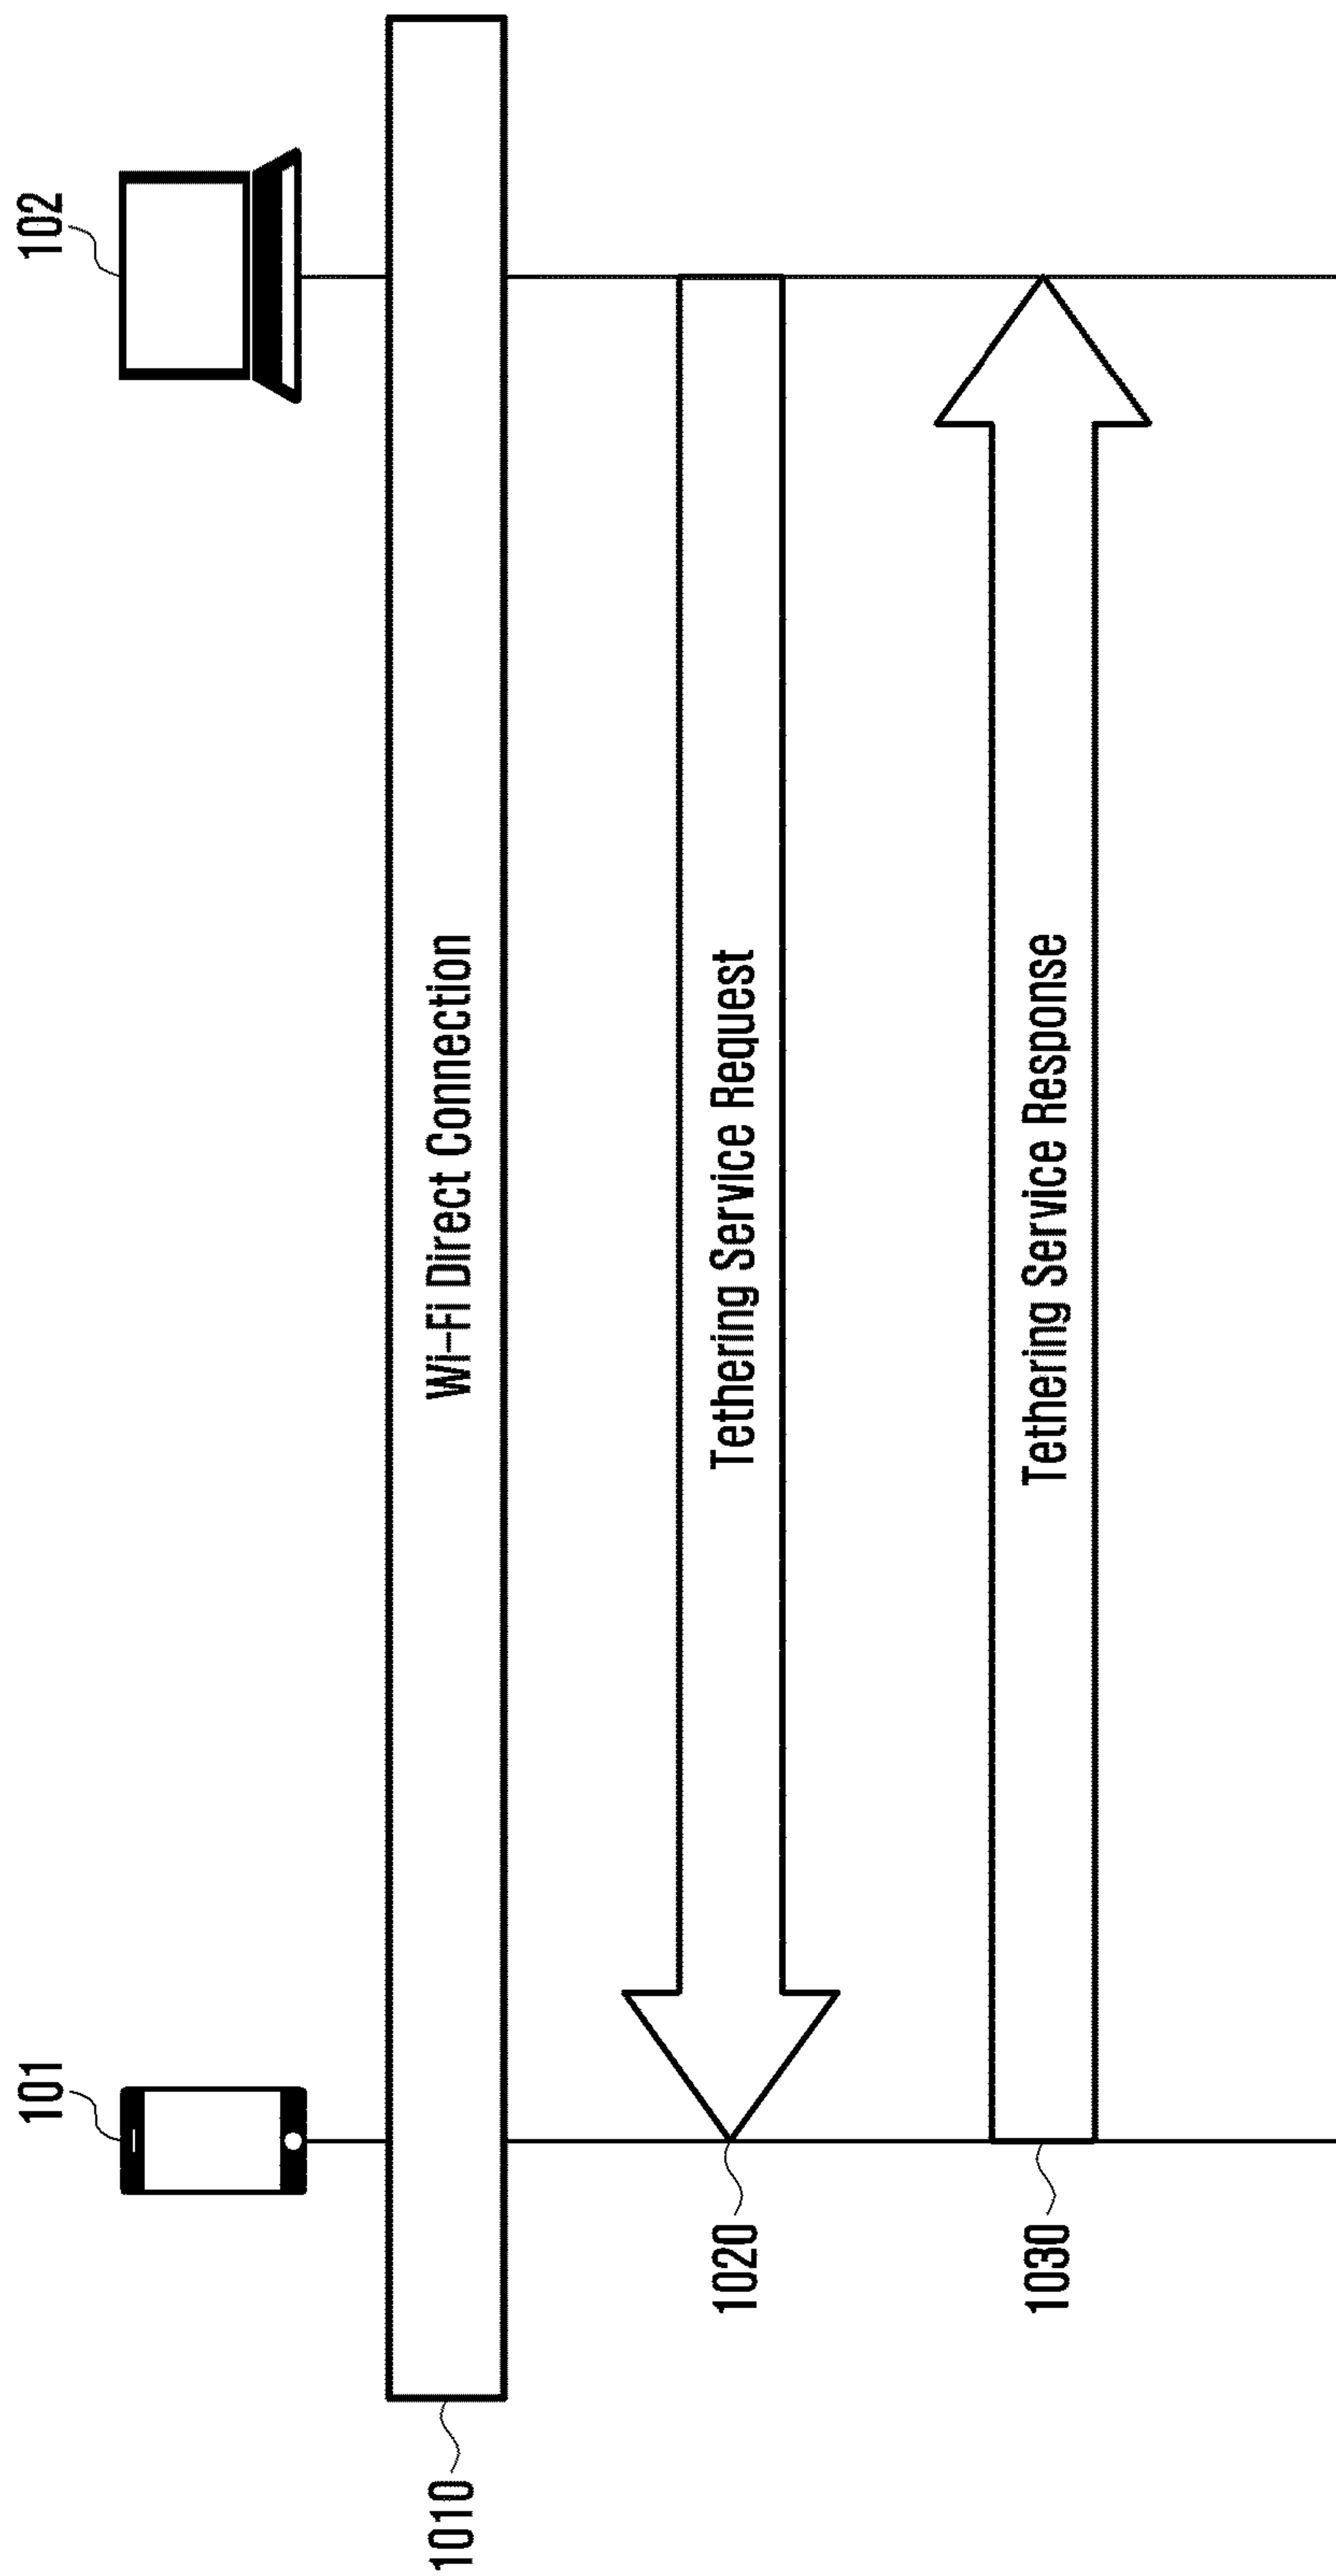 101
102
1010
Wi-Fi Direct Connection
1020
Tethering Service Request
1030
Tethering Service Response